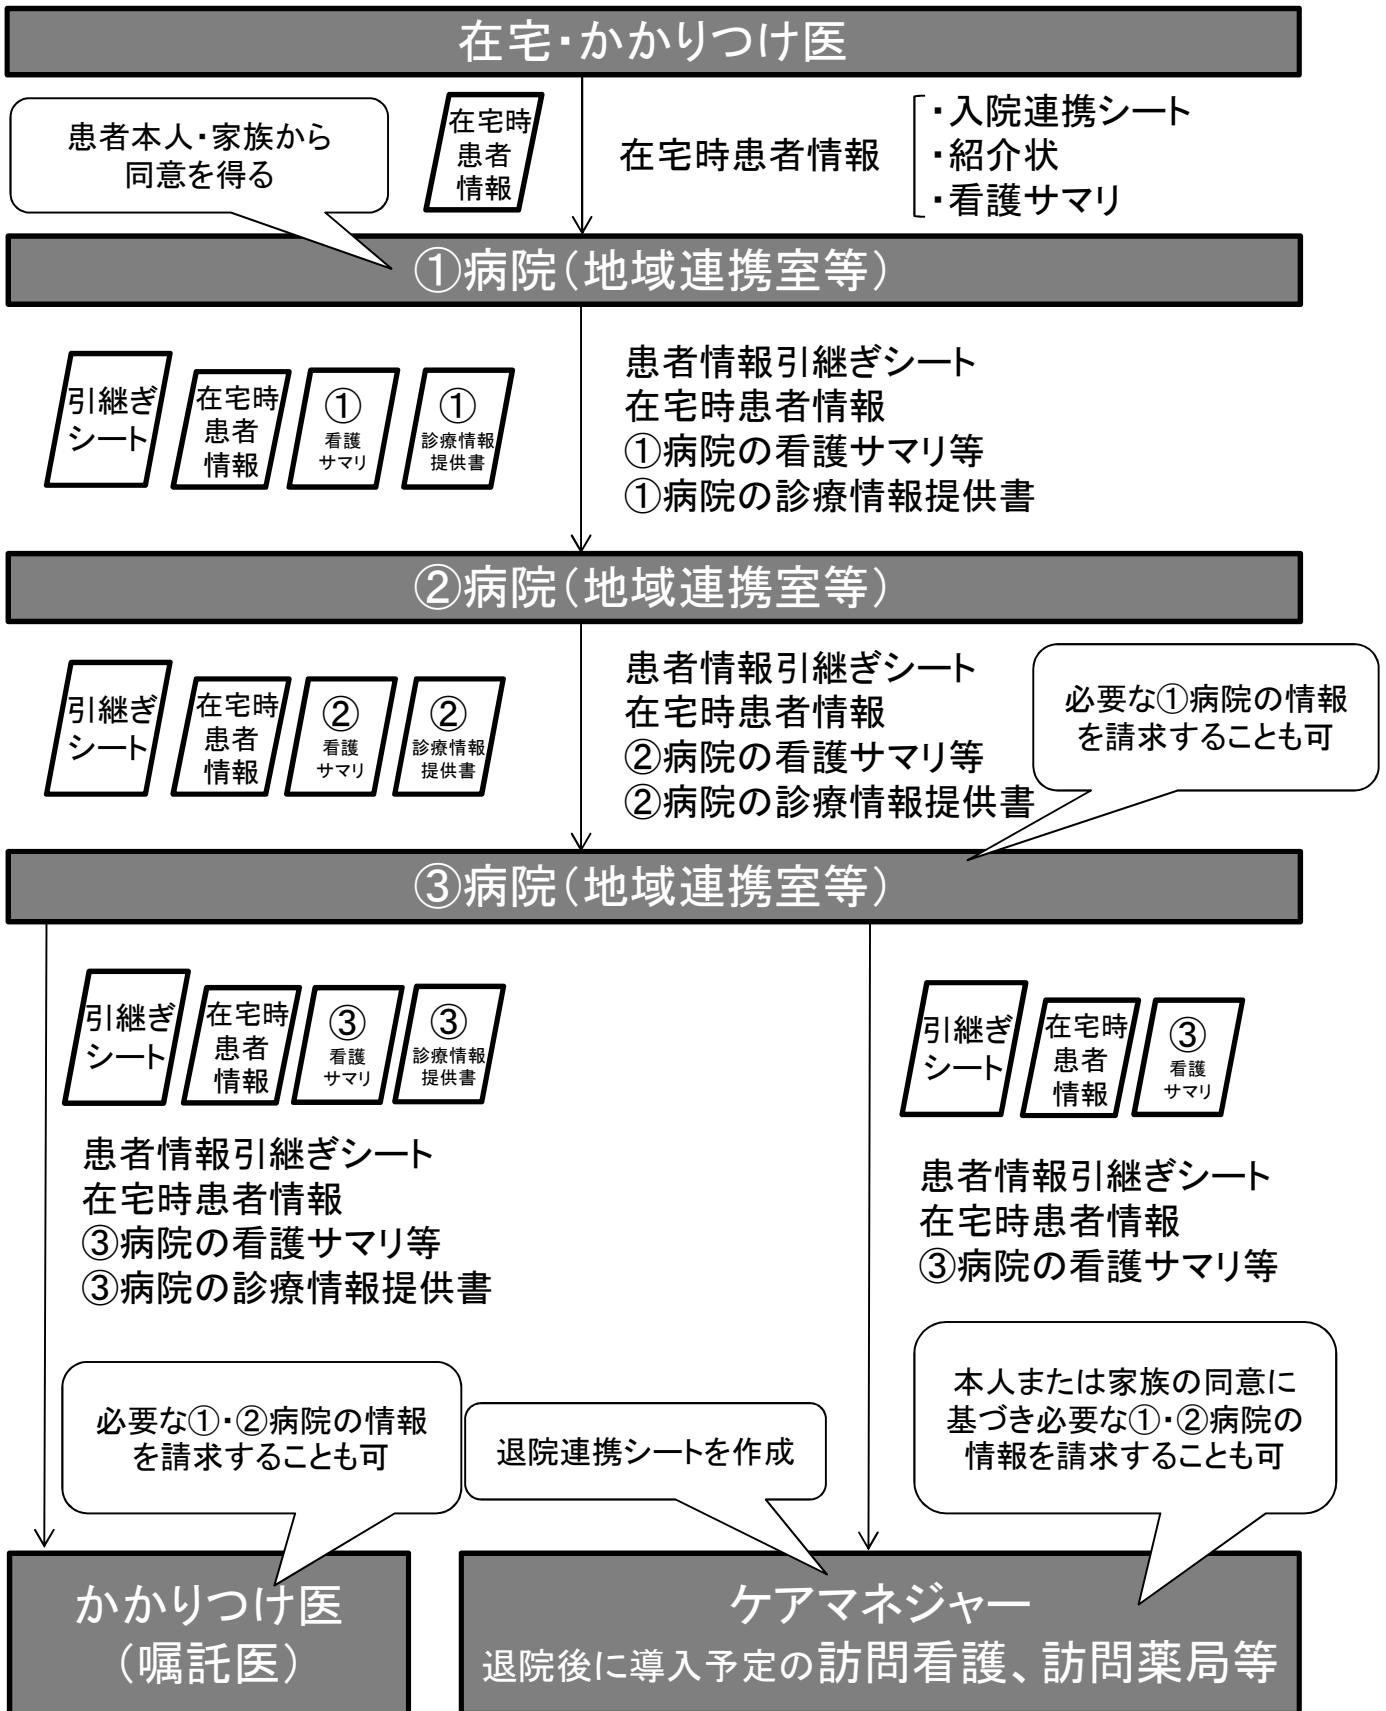 在宅・かかりつけ医
患者本人・家族から
同意を得る
在宅時
患者
情報
在宅時患者情報
・入院連携シート
・紹介状
・看護サマリ
①病院（地域連携室等）
引継ぎ
シート
在宅時
患者
情報
①
看護
サマリ
①
診療情報
提供書
患者情報引継ぎシート
在宅時患者情報
①病院の看護サマリ等
①病院の診療情報提供書
②病院（地域連携室等）
引継ぎ
シート
在宅時
患者
情報
②
看護
サマリ
②
診療情報
提供書
患者情報引継ぎシート
在宅時患者情報
②病院の看護サマリ等
②病院の診療情報提供書
必要な①病院の情報
を請求することも可
③病院（地域連携室等）
引継ぎ
シート
在宅時
患者
情報
③
看護
サマリ
③
診療情報
提供書
患者情報引継ぎシート
在宅時患者情報
③病院の看護サマリ等
③病院の診療情報提供書
引継ぎ
シート
在宅時
患者
情報
③
看護
サマリ
患者情報引継ぎシート
在宅時患者情報
③病院の看護サマリ等
必要な①・②病院の情報
を請求することも可
退院連携シートを作成
本人または家族の同意に
基づき必要な①・②病院の
情報を請求することも可
かかりつけ医
（嘱託医）
ケアマネジャー
退院後に導入予定の訪問看護、訪問薬局等